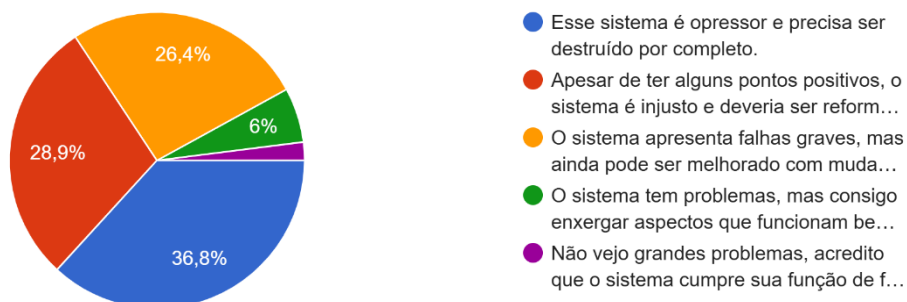 26,4%
6%
28,9%
36,8%
Esse sistema é opressor e precisa ser
destruído por completo.
Apesar de ter alguns pontos positivos, o
sistema é injusto e deveria ser reform…
O sistema apresenta falhas graves, mas
ainda pode ser melhorado com muda…
O sistema tem problemas, mas consigo
enxergar aspectos que funcionam be…
Não vejo grandes problemas, acredito
que o sistema cumpre sua função de f…